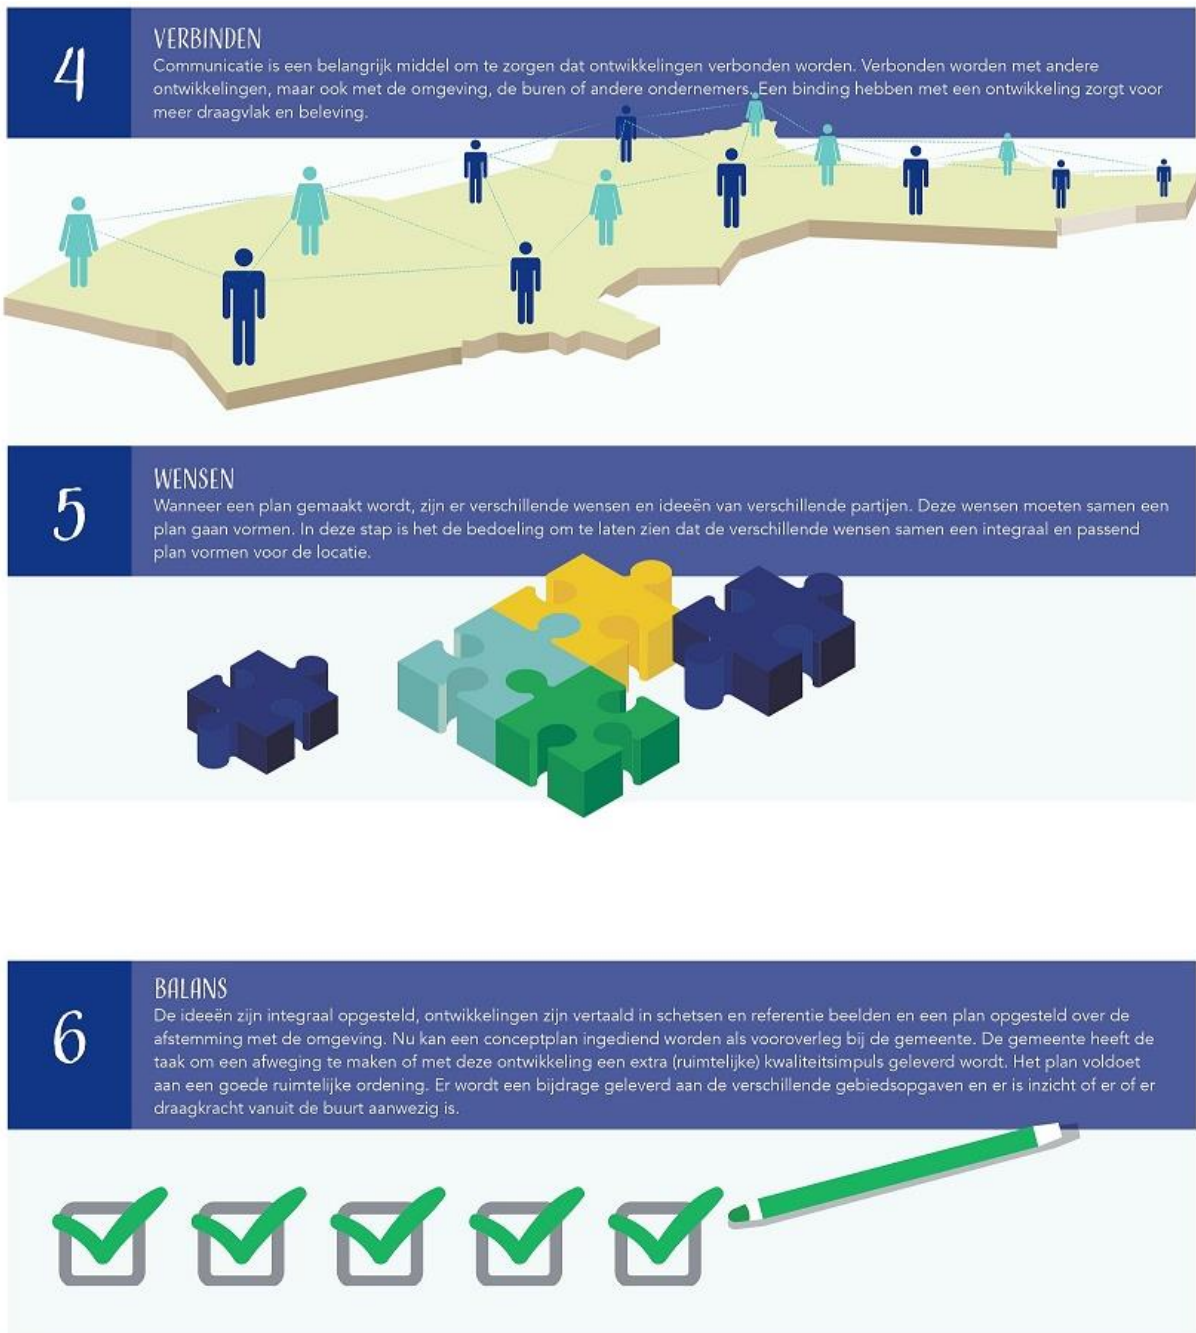 4
VERBINDEN
Communicatie is een belangrijk middel om te zorgen dat ontwikkelingen verbonden worden. Verbonden worden met andere
ontwikkelingen, maar ook met de omgeving, de buren of andere ondernemers. Een binding hebben met een ontwikkeling zorgt voor
meer draagvlak en beleving.
5
WENSEN
Wanneer een plan gemaakt wordt, zijn er verschillende wensen en ideeën van verschillende partijen. Deze wensen moeten samen een
plan gaan vormen. In deze stap is het de bedoeling om te laten zien dat de verschillende wensen samen een integraal en passend
plan vormen voor de locatie.
6
BALANS
De ideeën zijn integraal opgesteld, ontwikkelingen zijn vertaald in schetsen en referentie beelden en een plan opgesteld over de
afstemming met de omgeving. Nu kan een conceptplan ingediend worden als vooroverleg bij de gemeente. De gemeente heeft de
taak om een afweging te maken of met deze ontwikkeling een extra (ruimtelijke) kwaliteitsimpuls geleverd wordt. Het plan voldoet
aan een goede ruimtelijke ordening. Er wordt een bijdrage geleverd aan de verschillende gebiedsopgaven en er is inzicht of er of er
draagkracht vanuit de buurt aanwezig is.